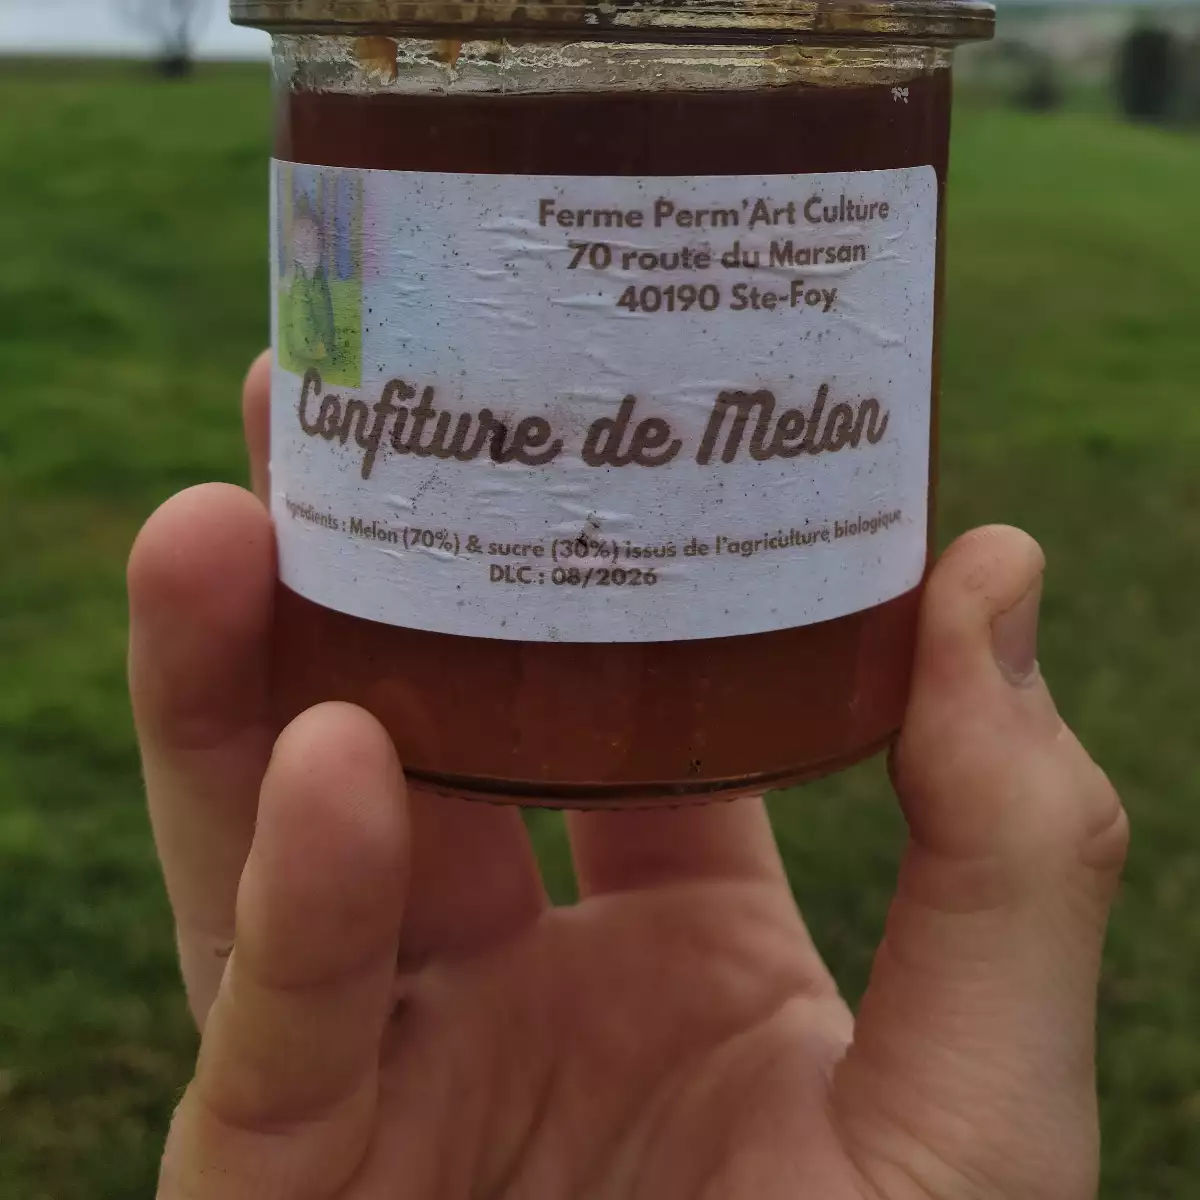 Ferme Perm'Art Culture
70 route du Marsan
40190 Ste-Foy
Confiture de Melon
Ingrédients : Melon (70%) & sucre (30%) issus de l'agriculture biologique
DLC : 08/2026